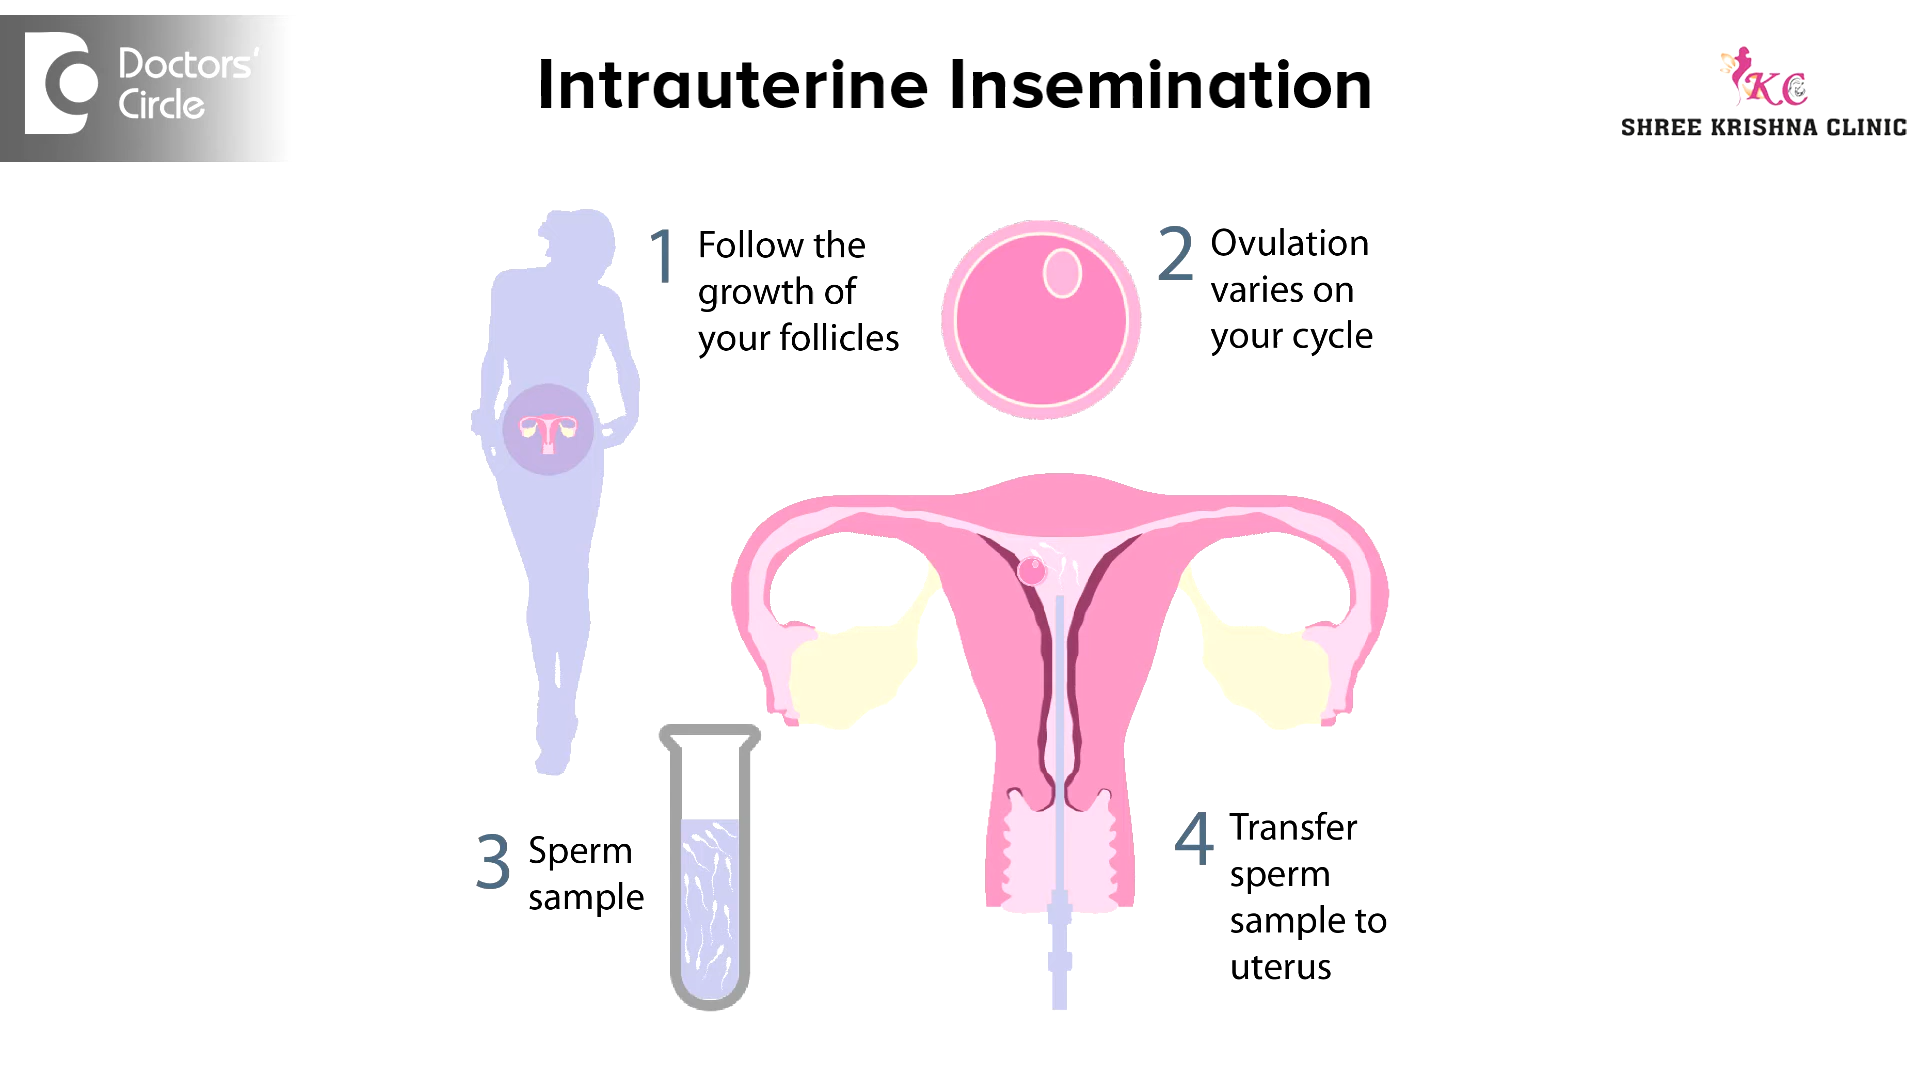 Doctors'
Circle
Intrauterine Insemination
KC
SHREE KRISHNA CLINIC
1 Follow the
growth of
your follicles
2 Ovulation
varies on
your cycle
3 Sperm
sample
4 Transfer
sperm
sample to
uterus